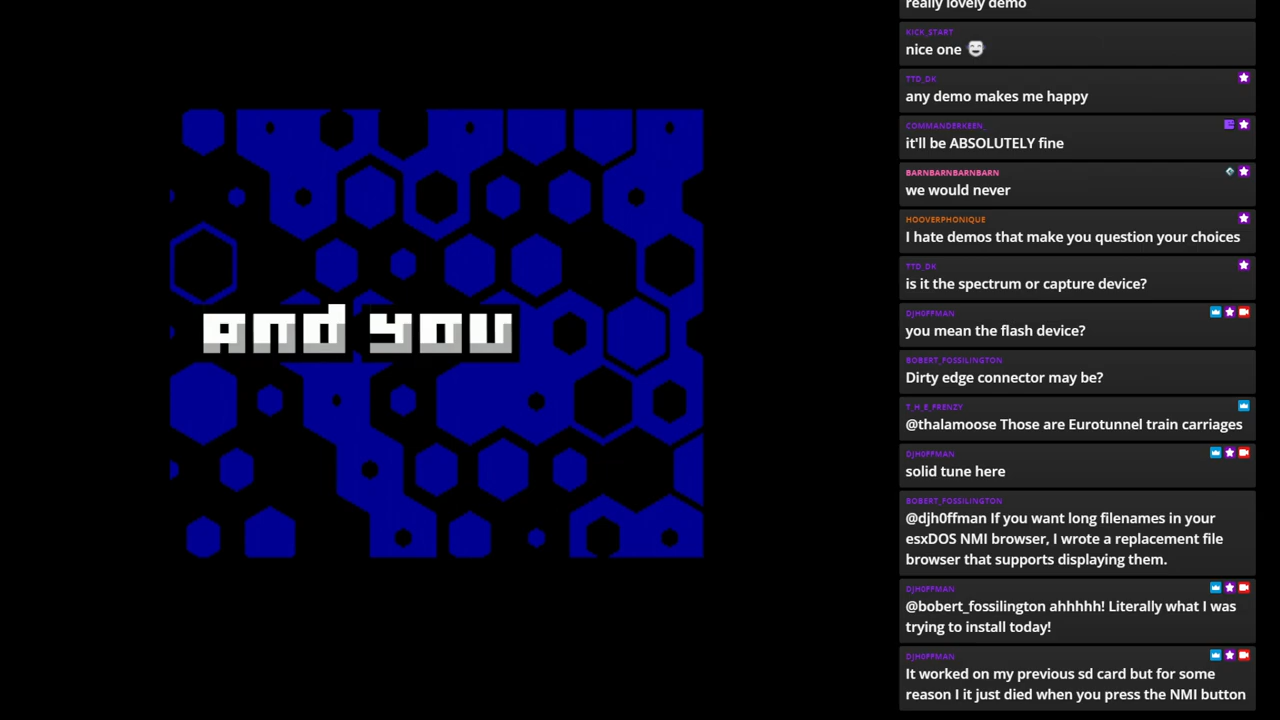 and you
really lovely demo
KICK_START
nice one
TTD_DK
any demo makes me happy
COMMANDERKEEN_
it'll be ABSOLUTELY fine
BARNBARNBARNBARN
we would never
HOOVERPHONIQUE
I hate demos that make you question your choices
TTD_DK
is it the spectrum or capture device?
DJH0FFMAN
you mean the flash device?
BOBERT_FOSSILINGTON
Dirty edge connector may be?
T_H_E_FRENZY
@thalamoose Those are Eurotunnel train carriages
DJH0FFMAN
solid tune here
BOBERT_FOSSILINGTON
@djh0ffman If you want long filenames in your
esxDOS NMI browser, I wrote a replacement file
browser that supports displaying them.
DJH0FFMAN
@bobert_fossilington ahhhhh! Literally what I was
trying to install today!
DJH0FFMAN
It worked on my previous sd card but for some
reason I it just died when you press the NMI button